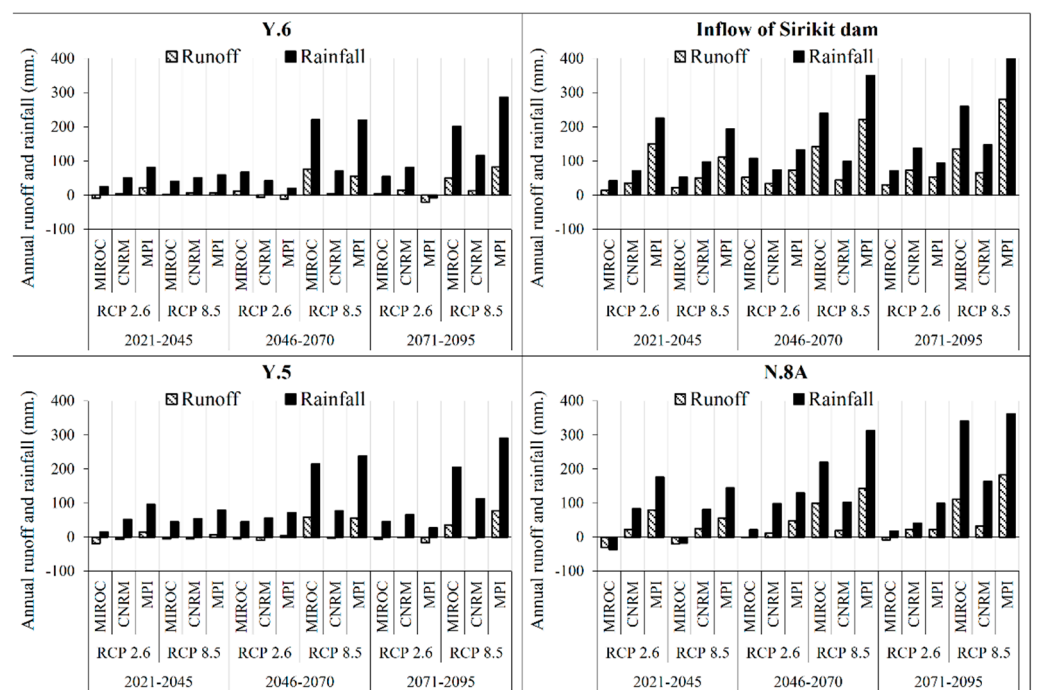 Y.6
Runoff Rainfall
Annual runoff and rainfall (mm.)
400
300
200
100
0
-100
MIROC CNRM MPI MIROC CNRM MPI MIROC CNRM MPI MIROC CNRM MPI MIROC CNRM MPI MIROC CNRM MPI
RCP 2.6 RCP 8.5 RCP 2.6 RCP 8.5 RCP 2.6 RCP 8.5
2021-2045 2046-2070 2071-2095
Inflow of Sirikit dam
Runoff Rainfall
Annual runoff and rainfall (mm.)
400
300
200
100
0
-100
MIROC CNRM MPI MIROC CNRM MPI MIROC CNRM MPI MIROC CNRM MPI MIROC CNRM MPI MIROC CNRM MPI
RCP 2.6 RCP 8.5 RCP 2.6 RCP 8.5 RCP 2.6 RCP 8.5
2021-2045 2046-2070 2071-2095
Y.5
Runoff Rainfall
Annual runoff and rainfall (mm.)
400
300
200
100
0
-100
MIROC CNRM MPI MIROC CNRM MPI MIROC CNRM MPI MIROC CNRM MPI MIROC CNRM MPI MIROC CNRM MPI
RCP 2.6 RCP 8.5 RCP 2.6 RCP 8.5 RCP 2.6 RCP 8.5
2021-2045 2046-2070 2071-2095
N.8A
Runoff Rainfall
Annual runoff and rainfall (mm.)
400
300
200
100
0
-100
MIROC CNRM MPI MIROC CNRM MPI MIROC CNRM MPI MIROC CNRM MPI MIROC CNRM MPI MIROC CNRM MPI
RCP 2.6 RCP 8.5 RCP 2.6 RCP 8.5 RCP 2.6 RCP 8.5
2021-2045 2046-2070 2071-2095